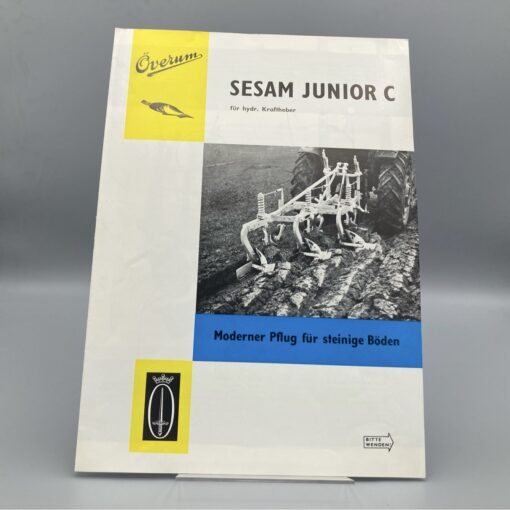 Överum
SESAM JUNIOR C
für hydr. Kraftheber
Moderner Pflug für steinige Böden
BITTE
WENDEN